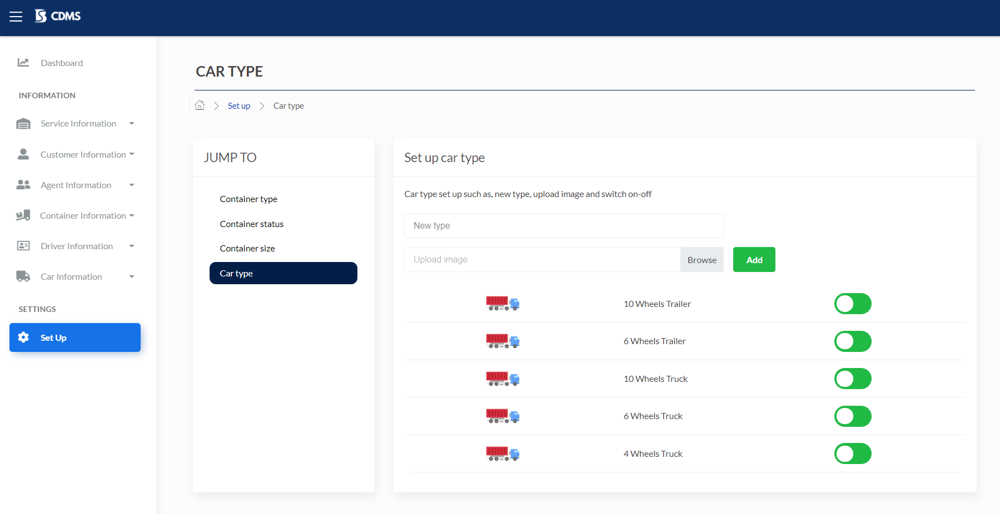 CDMS
Dashboard
INFORMATION
Service Information
Customer Information
Agent Information
Container Information
Driver Information
Car Information
SETTINGS
Set Up
CAR TYPE
Set up
Car type
JUMP TO
Container type
Container status
Container size
Car type
Set up car type
Car type set up such as, new type, upload image and switch on-off
New type
Upload image
Browse
Add
10 Wheels Trailer
6 Wheels Trailer
10 Wheels Truck
6 Wheels Truck
4 Wheels Truck